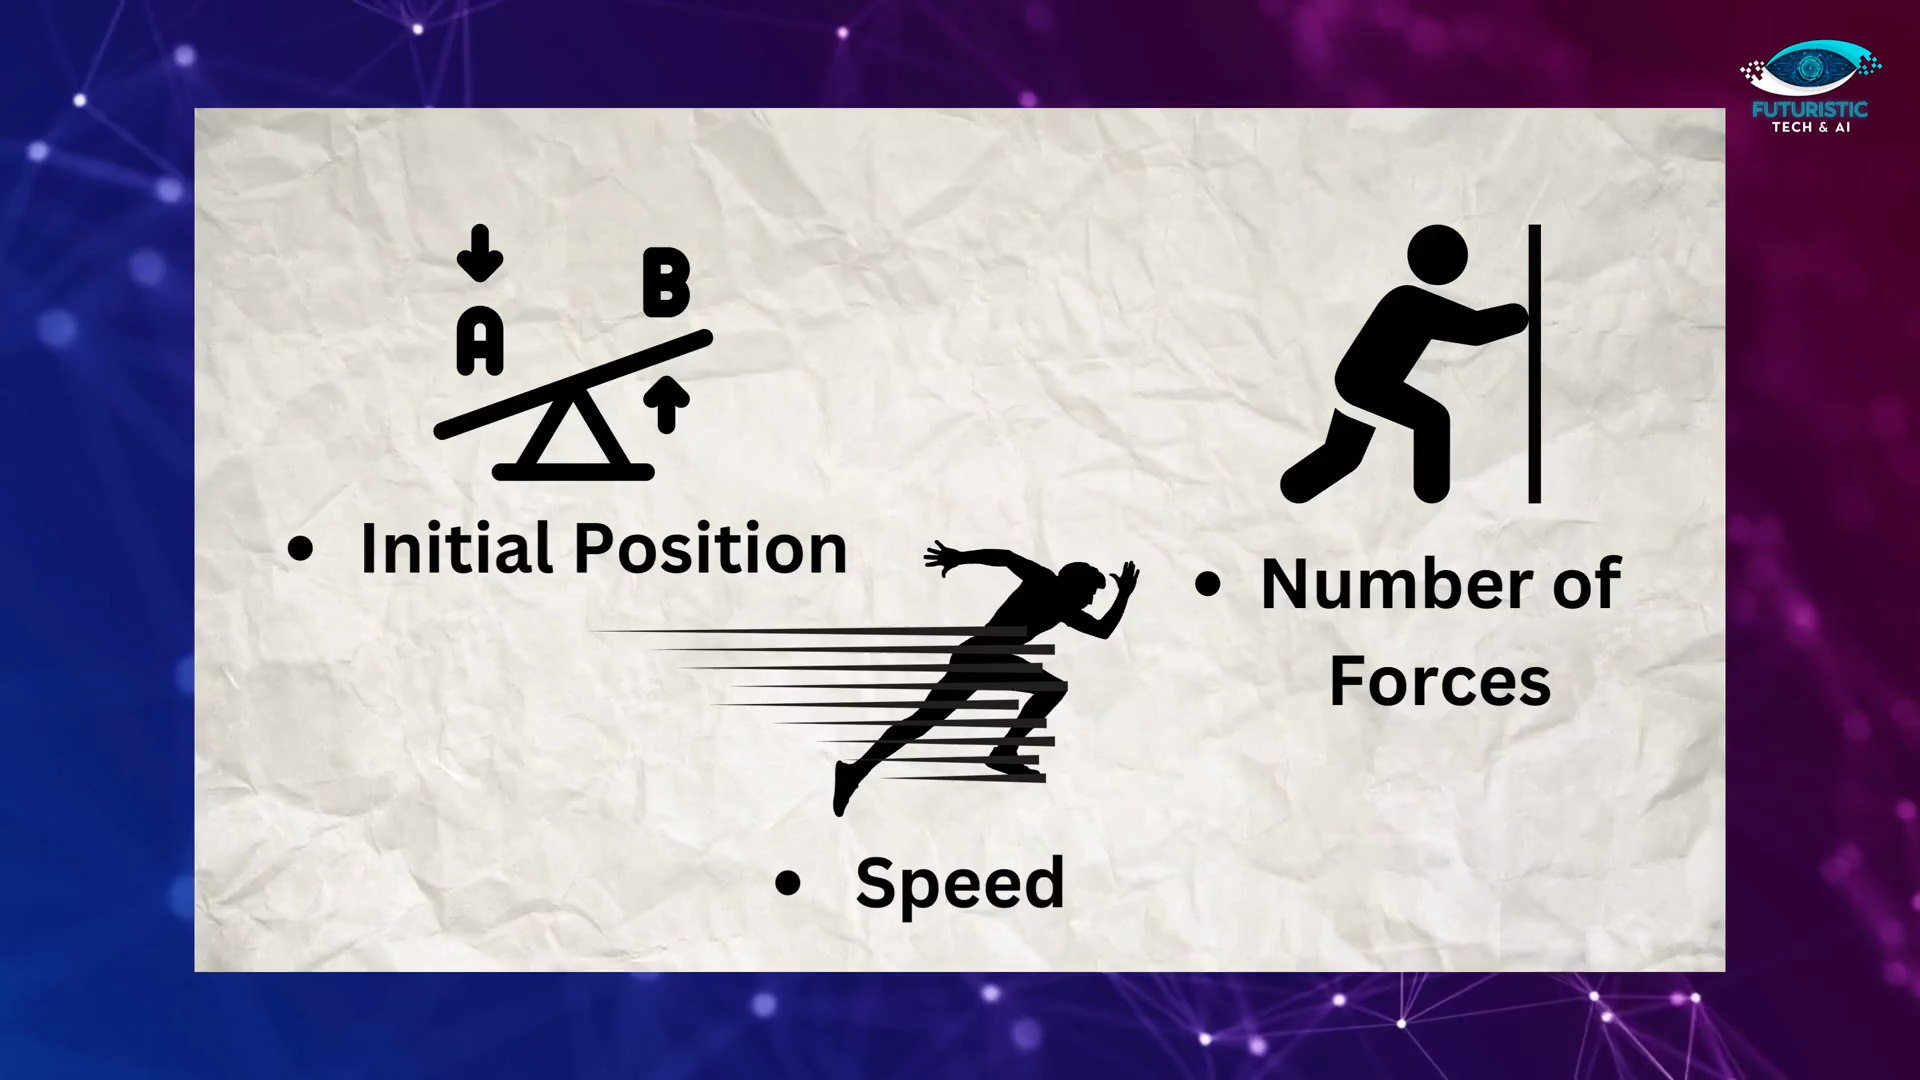 FUTURISTIC
TECH & AI
A
B
• Initial Position
• Number of
Forces
• Speed